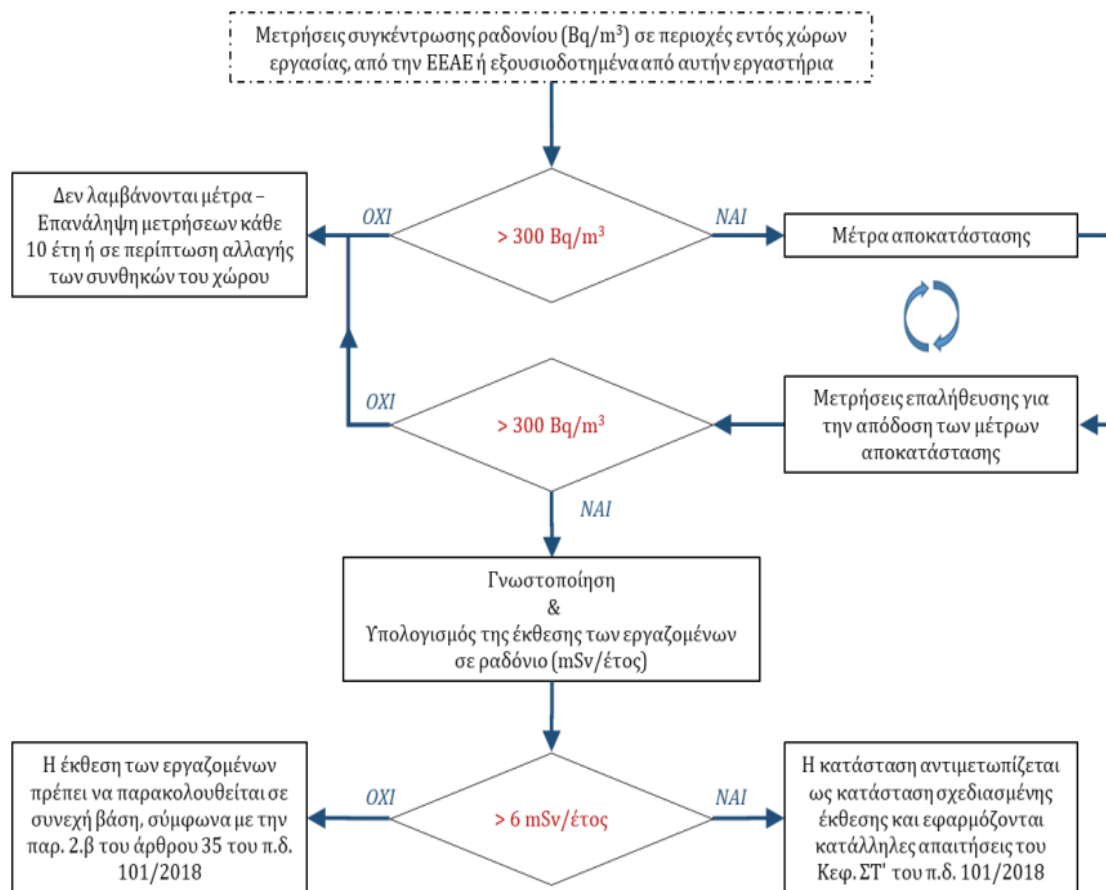 Μετρήσεις συγκέντρωσης ραδονίου (Bq/m³) σε περιοχές εντός χώρων
εργασίας, από την ΕΕΑΕ ή εξουσιοδοτημένα από αυτήν εργαστήρια
Δεν λαμβάνονται μέτρα –
Επανάληψη μετρήσεων κάθε
10 έτη ή σε περίπτωση αλλαγής
των συνθηκών του χώρου
ΟΧΙ
> 300 Bq/m³
ΝΑΙ
Μέτρα αποκατάστασης
ΟΧΙ
> 300 Bq/m³
Μετρήσεις επαλήθευσης για
την απόδοση των μέτρων
αποκατάστασης
ΝΑΙ
Γνωστοποίηση
&
Υπολογισμός της έκθεσης των εργαζομένων
σε ραδόνιο (mSv/έτος)
Η έκθεση των εργαζομένων
πρέπει να παρακολουθείται σε
συνεχή βάση, σύμφωνα με την
παρ. 2.β του άρθρου 35 του π.δ.
101/2018
ΟΧΙ
> 6 mSv/έτος
ΝΑΙ
Η κατάσταση αντιμετωπίζεται
ως κατάσταση σχεδιασμένης
έκθεσης και εφαρμόζονται
κατάλληλες απαιτήσεις του
Κεφ. ΣΤ' του π.δ. 101/2018